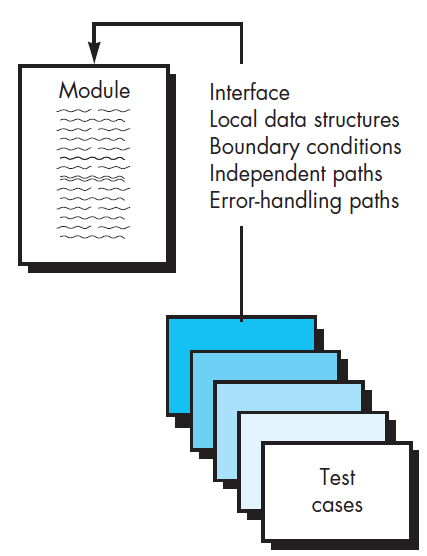 Module
Interface
Local data structures
Boundary conditions
Independent paths
Error-handling paths
Test
cases